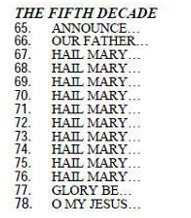 THE FIFTH DECADE
65. ANNOUNCE…
66. OUR FATHER…
67. HAIL MARY…
68. HAIL MARY…
69. HAIL MARY…
70. HAIL MARY…
71. HAIL MARY…
72. HAIL MARY…
73. HAIL MARY…
74. HAIL MARY…
75. HAIL MARY…
76. HAIL MARY…
77. GLORY BE…
78. O MY JESUS…